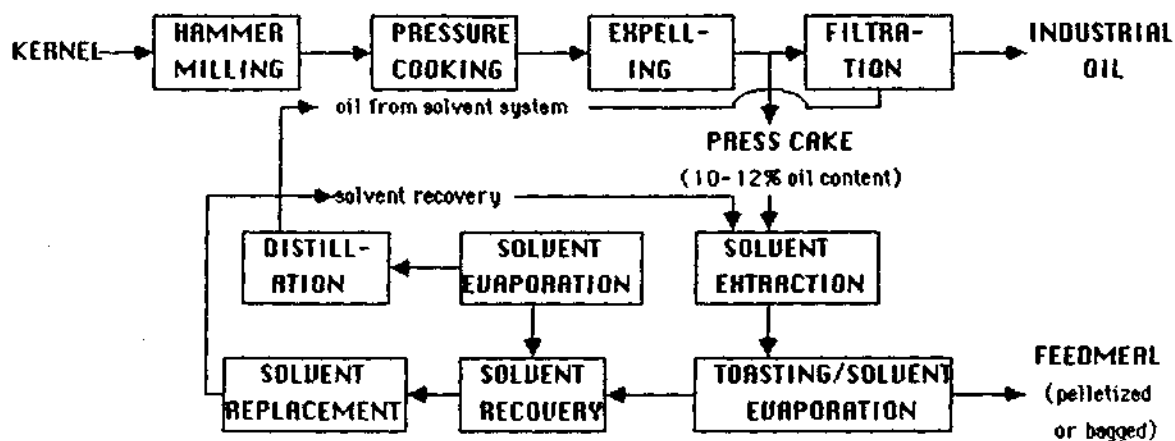 KERNEL
HAMMER
MILLING
PRESSURE
COOKING
EXPELL-
ING
FILTRA-
TION
INDUSTRIAL
OIL
oil from solvent system
PRESS CAKE
(10-12% oil content)
solvent recovery
DISTILL-
ATION
SOLVENT
EVAPORATION
SOLVENT
EXTRACTION
SOLVENT
REPLACEMENT
SOLVENT
RECOVERY
TOASTING/SOLVENT
EVAPORATION
FEEDMEAL
(pelletized
or bagged)